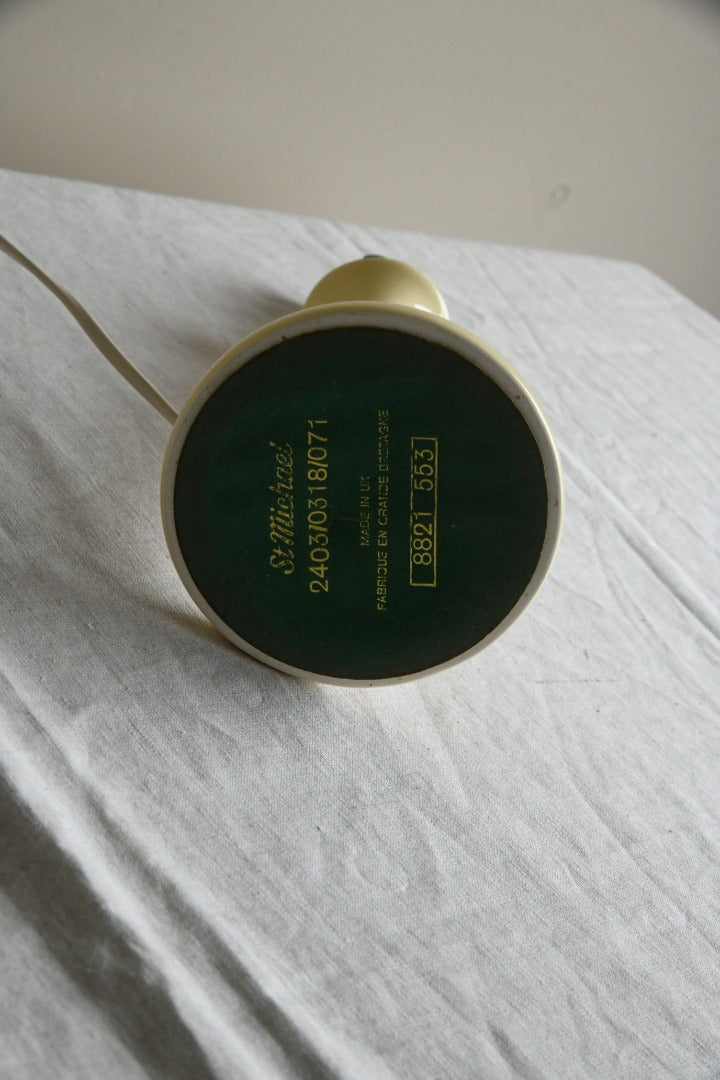 St Michael
2403/0318/071
MADE IN UK
FABRIQUE EN GRANDE BRETAGNE
8821 553